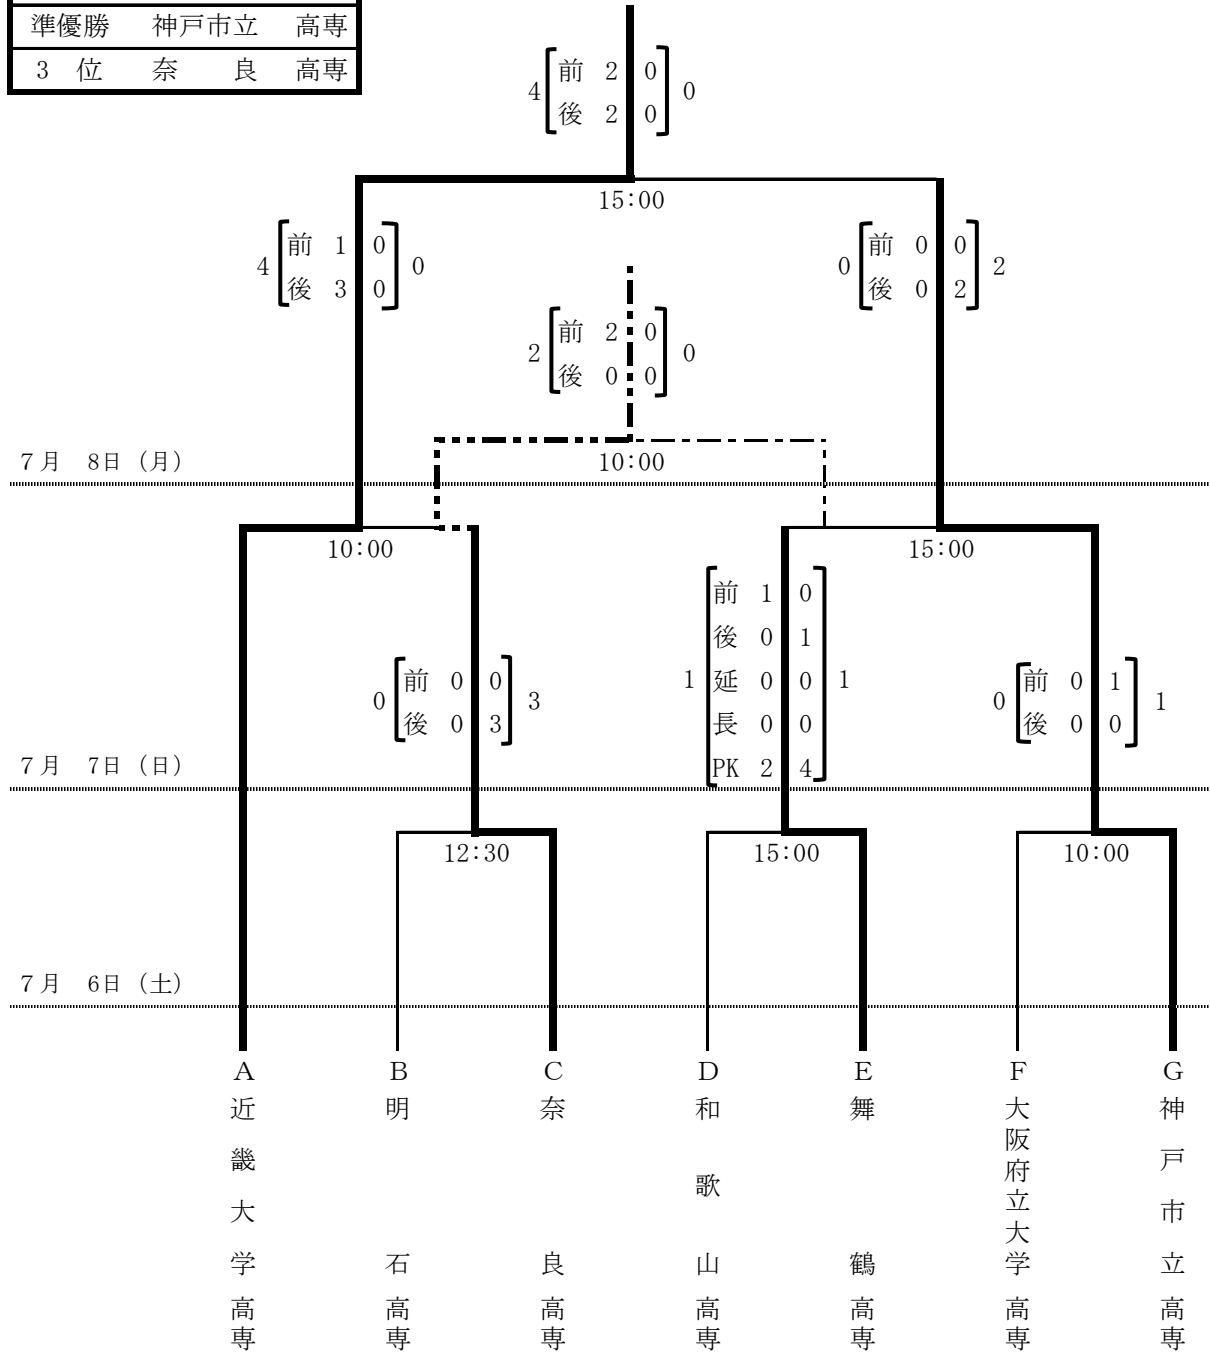 準優勝 神戸市立 高専
3 位 奈 良 高専
4 前 2 0 0
後 2 0
15:00
4 前 1 0 0
後 3 0
0 前 0 0 2
後 0 2
2 前 2 0 0
後 0 0
7月 8日 (月)
10:00
10:00
15:00
0 前 0 0 3
後 0 3
1 前 1 0 1
後 0 1
延 0 0
長 0 0
PK 2 4
0 前 0 1 1
後 0 0
7月 7日 (日)
12:30
15:00
10:00
7月 6日 (土)
A
近畿大学高専
B
明石高専
C
奈良高専
D
和歌山高専
E
舞鶴高専
F
大阪府立大学高専
G
神戸市立高専